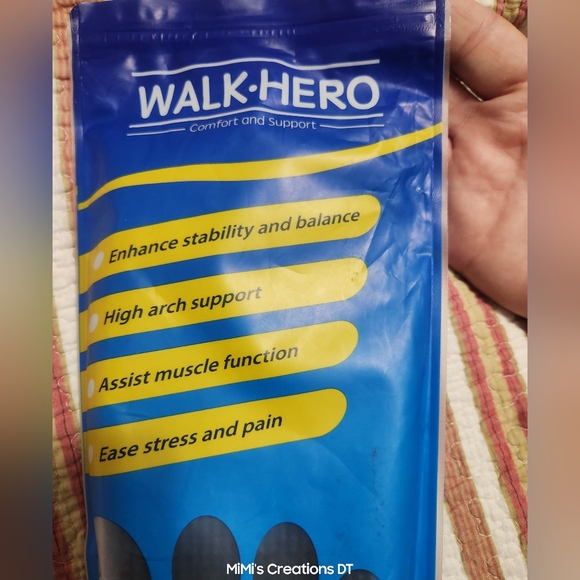 WALK·HERO
Comfort and Support
Enhance stability and balance
High arch support
Assist muscle function
Ease stress and pain
MiMi's Creations DT